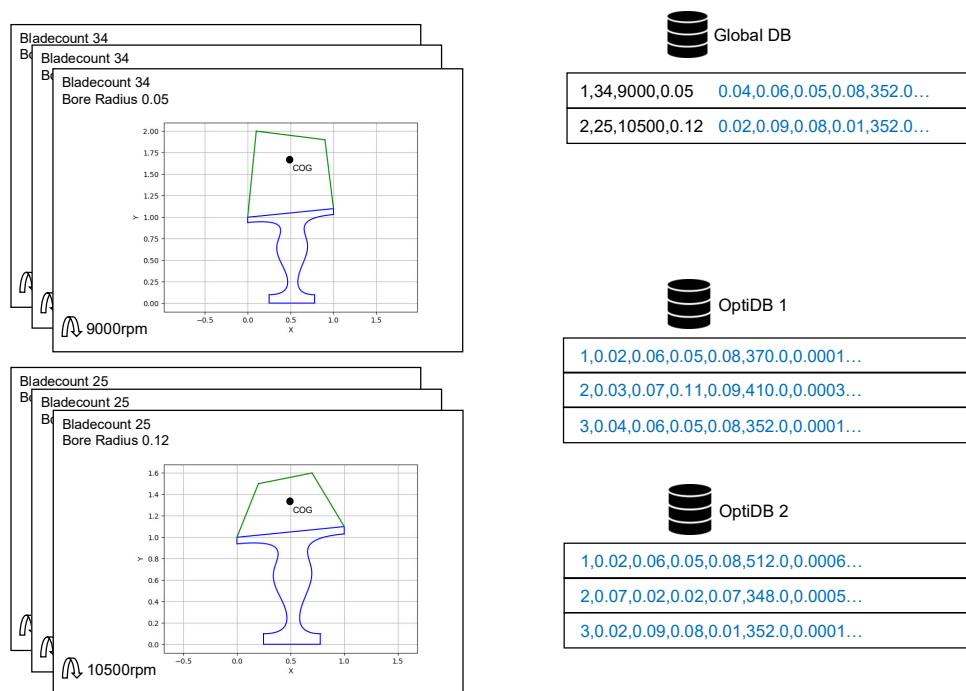 Bladecount 34
Bo
Bladecount 34
Bo
Bladecount 34
Bore Radius 0.05
2.00
1.75
1.50
1.25
1.00
0.75
0.50
0.25
0.00
Y
COG
−0.5
0.0
0.5
1.0
1.5
X
9000rpm
Bladecount 25
Bo
Bladecount 25
Bo
Bladecount 25
Bore Radius 0.12
1.6
1.4
1.2
1.0
0.8
0.6
0.4
0.2
0.0
Y
COG
−0.5
0.0
0.5
1.0
1.5
X
10500rpm
Global DB
1,34,9000,0.05 0.04,0.06,0.05,0.08,352.0…
2,25,10500,0.12 0.02,0.09,0.08,0.01,352.0…
OptiDB 1
1,0.02,0.06,0.05,0.08,370.0,0.0001…
2,0.03,0.07,0.11,0.09,410.0,0.0003…
3,0.04,0.06,0.05,0.08,352.0,0.0001…
OptiDB 2
1,0.02,0.06,0.05,0.08,512.0,0.0006…
2,0.07,0.02,0.02,0.07,348.0,0.0005…
3,0.02,0.09,0.08,0.01,352.0,0.0001…